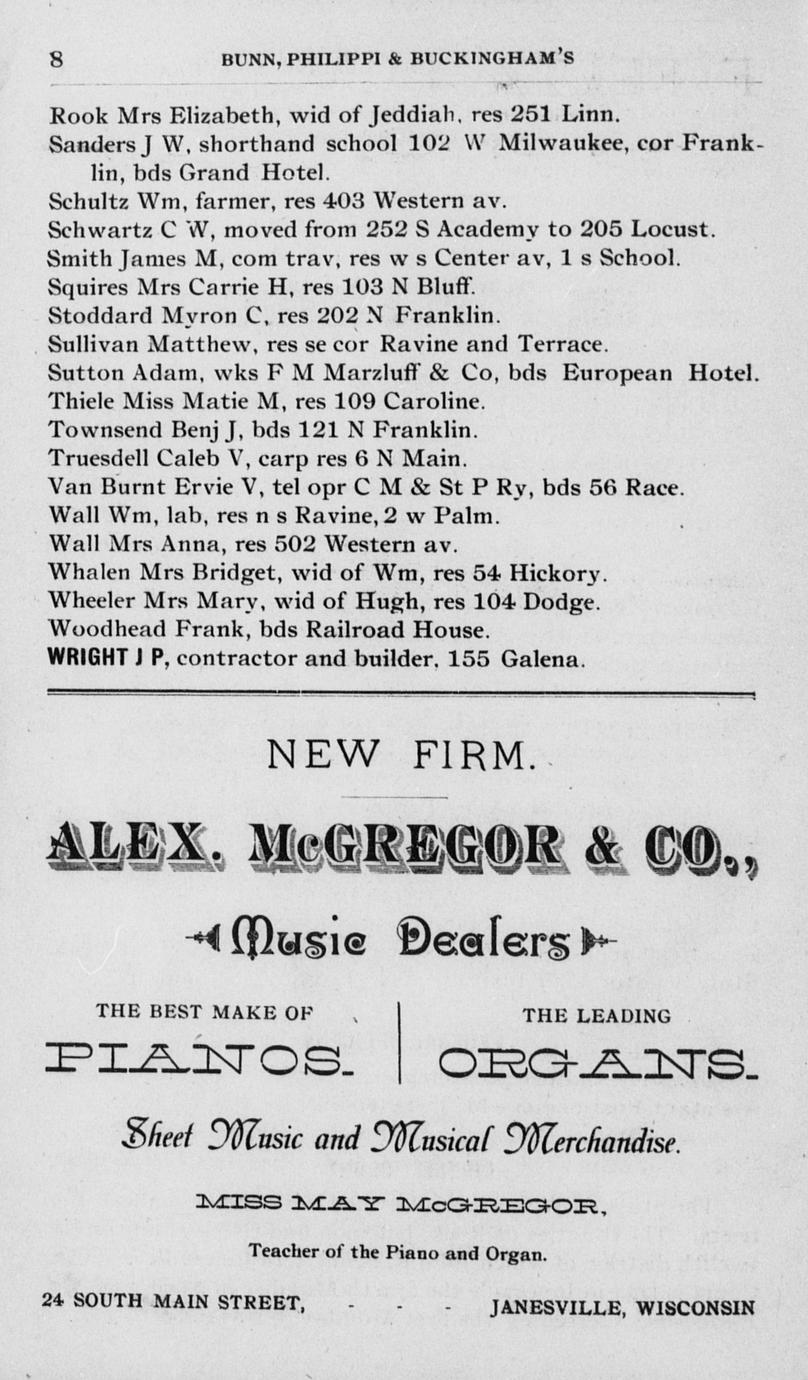 8 BUNN, PHILIPPI & BUCKINGHAM'S
Rook Mrs Elizabeth, wid of Jeddiah, res 251 Linn.
Sanders J W, shorthand school 102 W Milwaukee, cor Frank-
lin, bds Grand Hotel.
Schultz Wm, farmer, res 403 Western av.
Schwartz C W, moved from 252 S Academy to 205 Locust.
Smith James M, com trav, res w s Center av, 1 s School.
Squires Mrs Carrie H, res 103 N Bluff.
Stoddard Myron C, res 202 N Franklin.
Sullivan Matthew, res se cor Ravine and Terrace.
Sutton Adam, wks F M Marzluff & Co, bds European Hotel.
Thiele Miss Matie M, res 109 Caroline.
Townsend Benj J, bds 121 N Franklin.
Truesdell Caleb V, carp res 6 N Main.
Van Burnt Ervie V, tel opr C M & St P Ry, bds 56 Race.
Wall Wm, lab, res n s Ravine, 2 w Palm.
Wall Mrs Anna, res 502 Western av.
Whalen Mrs Bridget, wid of Wm, res 54 Hickory.
Wheeler Mrs Mary, wid of Hugh, res 104 Dodge.
Woodhead Frank, bds Railroad House.
WRIGHT J P, contractor and builder, 155 Galena.
NEW FIRM.
ALEX. McGREGOR & CO.,
Music Dealers
THE BEST MAKE OF
PIANOS.
THE LEADING
ORGANS.
Sheet Music and Musical Merchandise.
MISS MAY McGREGOR,
Teacher of the Piano and Organ.
24 SOUTH MAIN STREET, - - - JANESVILLE, WISCONSIN